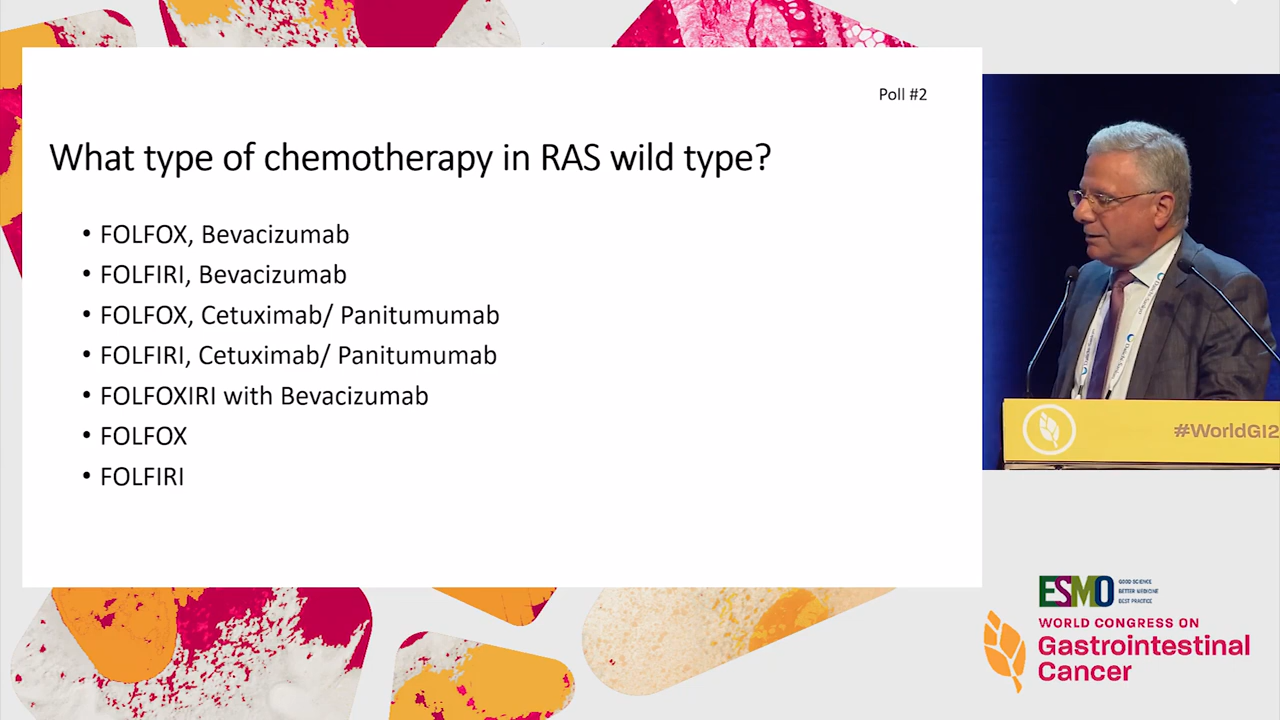 Poll #2
What type of chemotherapy in RAS wild type?
• FOLFOX, Bevacizumab
• FOLFIRI, Bevacizumab
• FOLFOX, Cetuximab/ Panitumumab
• FOLFIRI, Cetuximab/ Panitumumab
• FOLFOXIRI with Bevacizumab
• FOLFOX
• FOLFIRI
#WorldGI2
ESMO
GOOD SCIENCE
BETTER MEDICINE
BEST PRACTICE
WORLD CONGRESS ON
Gastrointestinal
Cancer